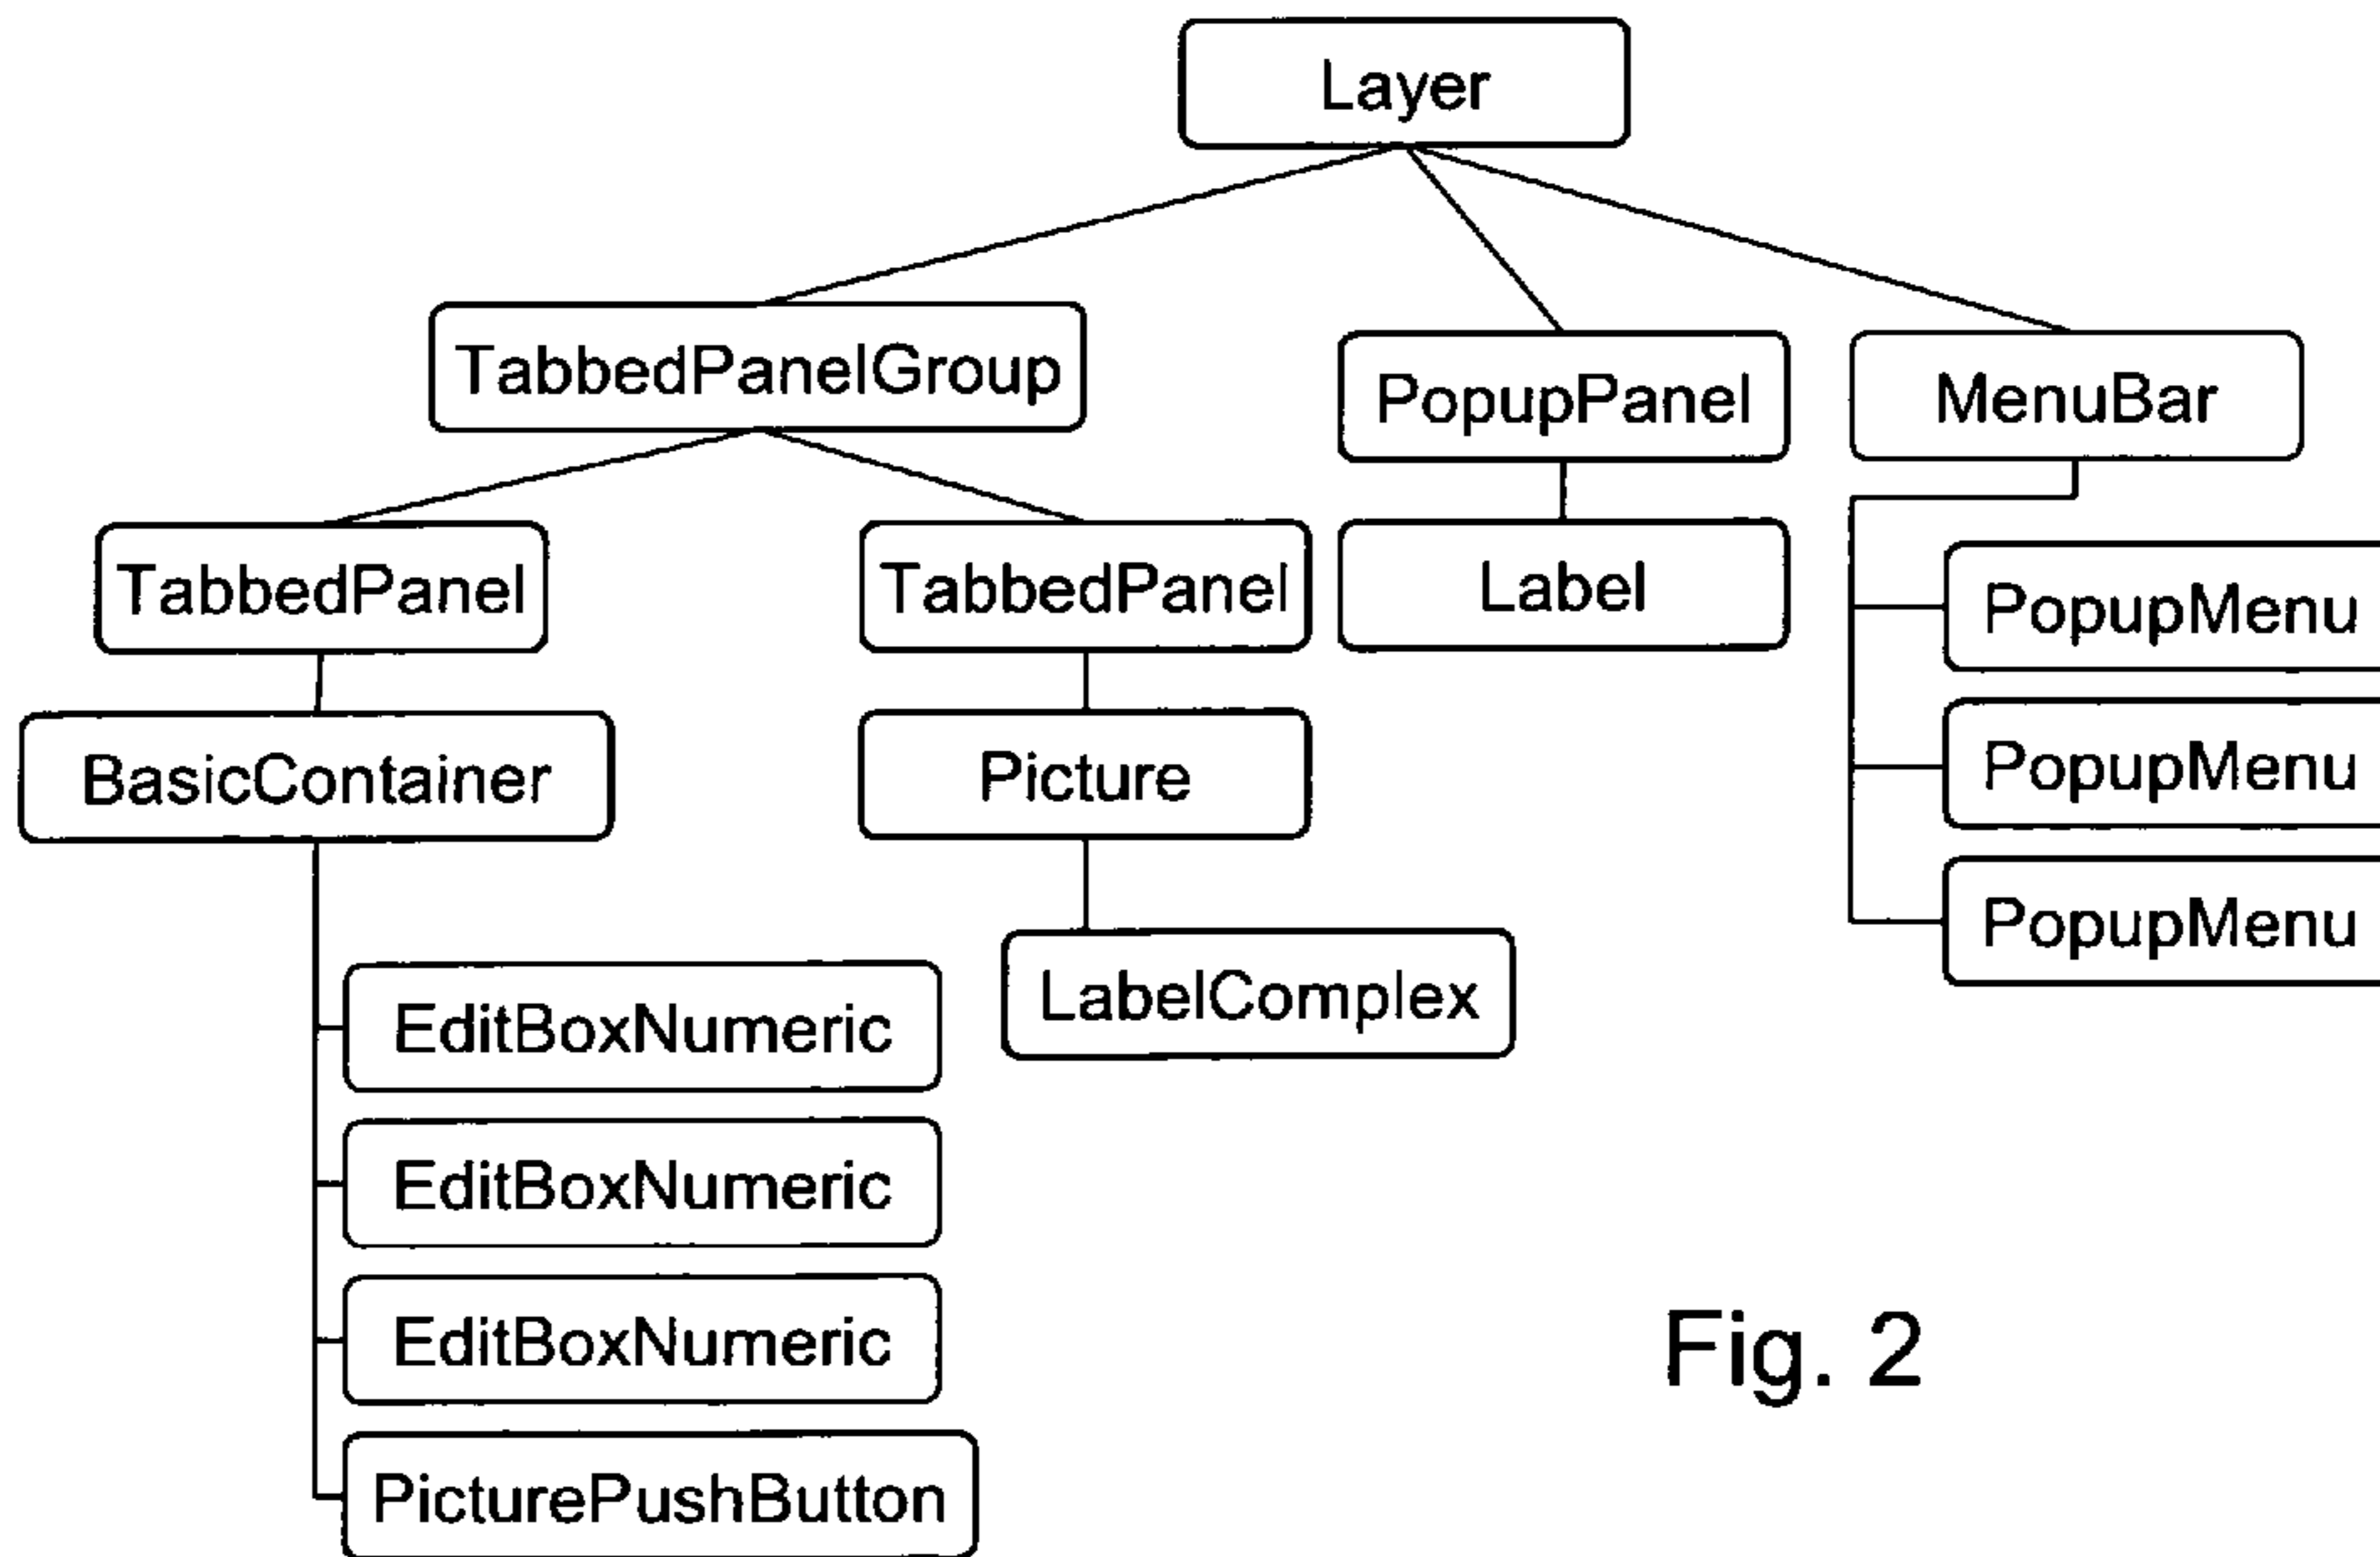 Layer
TabbedPanelGroup
PopupPanel
MenuBar
TabbedPanel
TabbedPanel
Label
PopupMenu
BasicContainer
Picture
PopupMenu
PopupMenu
LabelComplex
EditBoxNumeric
EditBoxNumeric
EditBoxNumeric
PicturePushButton
Fig. 2